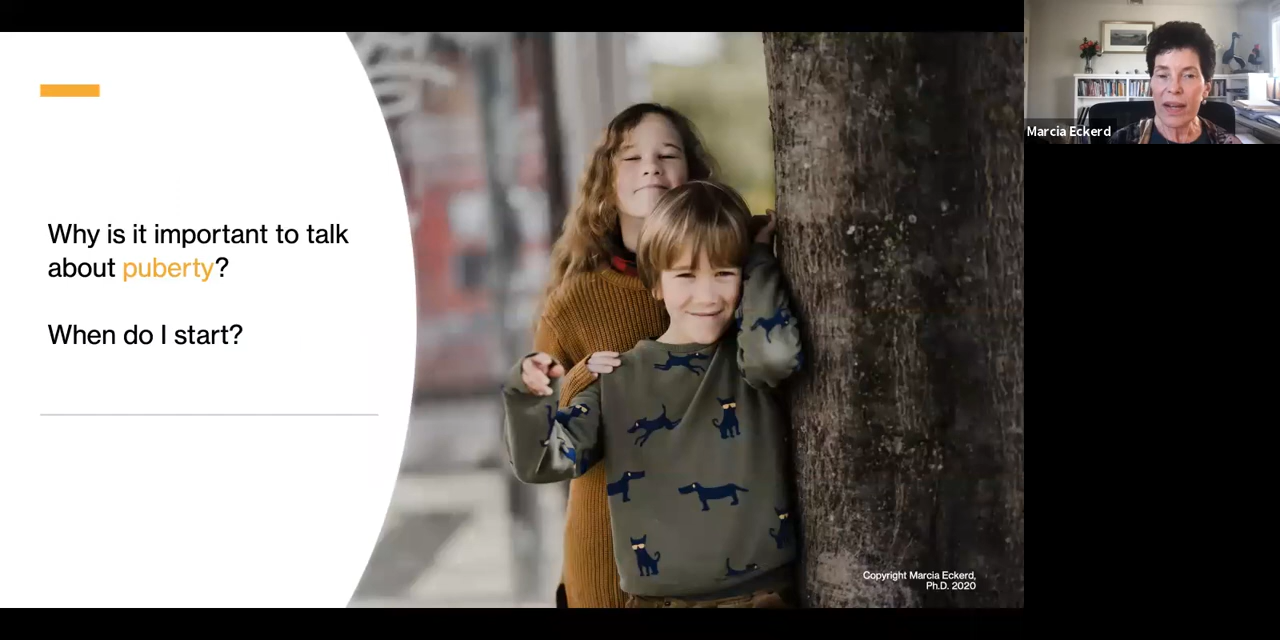 Why is it important to talk
about puberty?
When do I start?
Copyright Marcia Eckerd,
Ph.D. 2020
Marcia Eckerd